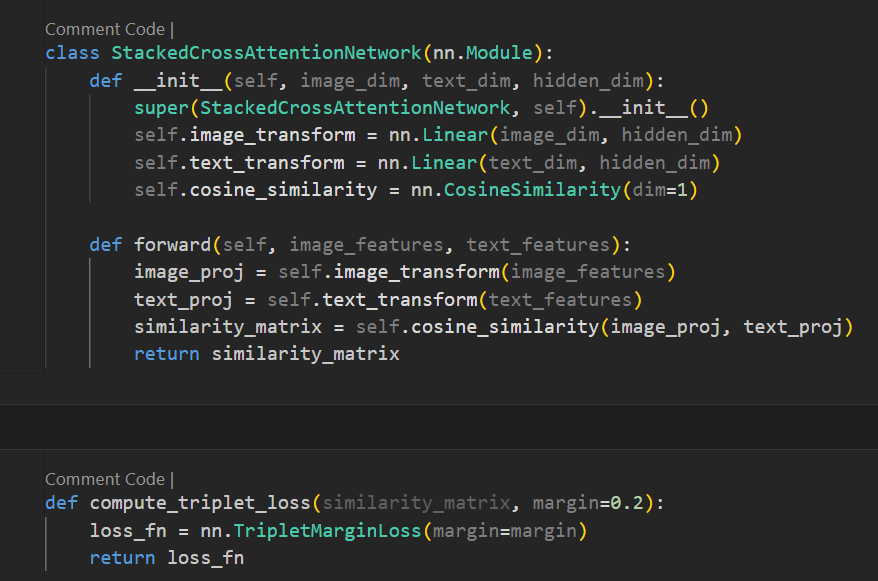 Comment Code |
class StackedCrossAttentionNetwork(nn.Module):
    def __init__(self, image_dim, text_dim, hidden_dim):
        super(StackedCrossAttentionNetwork, self).__init__()
        self.image_transform = nn.Linear(image_dim, hidden_dim)
        self.text_transform = nn.Linear(text_dim, hidden_dim)
        self.cosine_similarity = nn.CosineSimilarity(dim=1)
    def forward(self, image_features, text_features):
        image_proj = self.image_transform(image_features)
        text_proj = self.text_transform(text_features)
        similarity_matrix = self.cosine_similarity(image_proj, text_proj)
        return similarity_matrix
Comment Code |
def compute_triplet_loss(similarity_matrix, margin=0.2):
    loss_fn = nn.TripletMarginLoss(margin=margin)
    return loss_fn